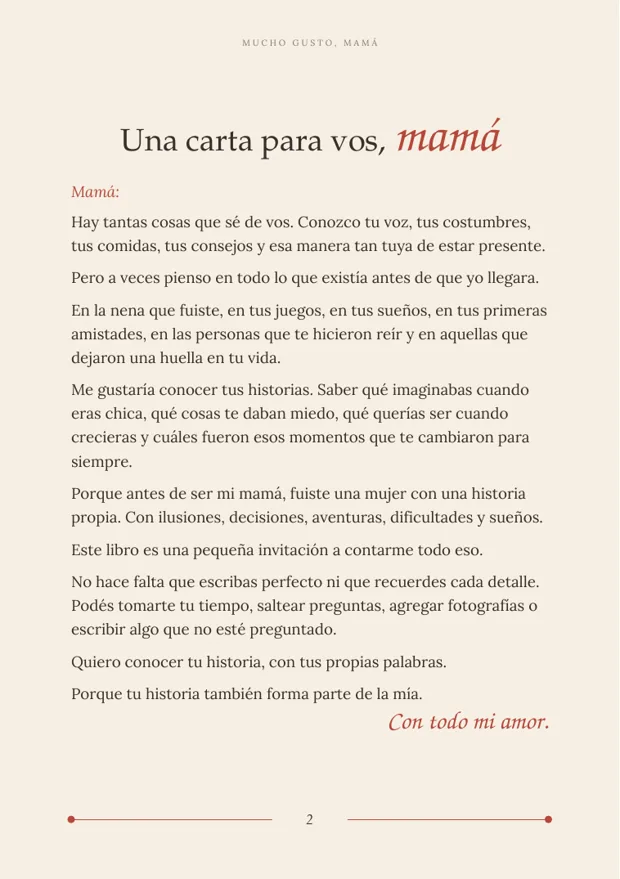 MUCHO GUSTO, MAMÁ
Una carta para vos, mamá
Mamá:
Hay tantas cosas que sé de vos. Conozco tu voz, tus costumbres,
tus comidas, tus consejos y esa manera tan tuya de estar presente.
Pero a veces pienso en todo lo que existía antes de que yo llegara.
En la nena que fuiste, en tus juegos, en tus sueños, en tus primeras
amistades, en las personas que te hicieron reír y en aquellas que
dejaron una huella en tu vida.
Me gustaría conocer tus historias. Saber qué imaginabas cuando
eras chica, qué cosas te daban miedo, qué querías ser cuando
crecieras y cuáles fueron esos momentos que te cambiaron para
siempre.
Porque antes de ser mi mamá, fuiste una mujer con una historia
propia. Con ilusiones, decisiones, aventuras, dificultades y sueños.
Este libro es una pequeña invitación a contarme todo eso.
No hace falta que escribas perfecto ni que recuerdes cada detalle.
Podés tomarte tu tiempo, saltear preguntas, agregar fotografías o
escribir algo que no esté preguntado.
Quiero conocer tu historia, con tus propias palabras.
Porque tu historia también forma parte de la mía.
Con todo mi amor.
2